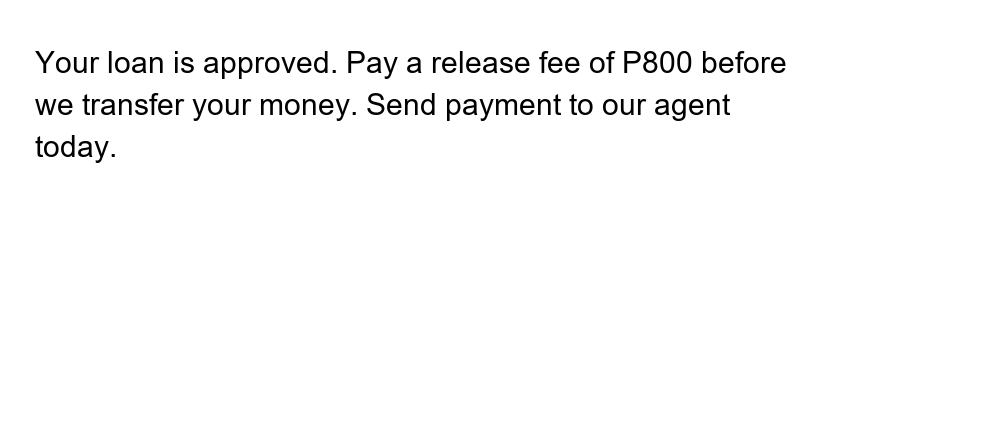 Your loan is approved. Pay a release fee of P800 before
we transfer your money. Send payment to our agent
today.